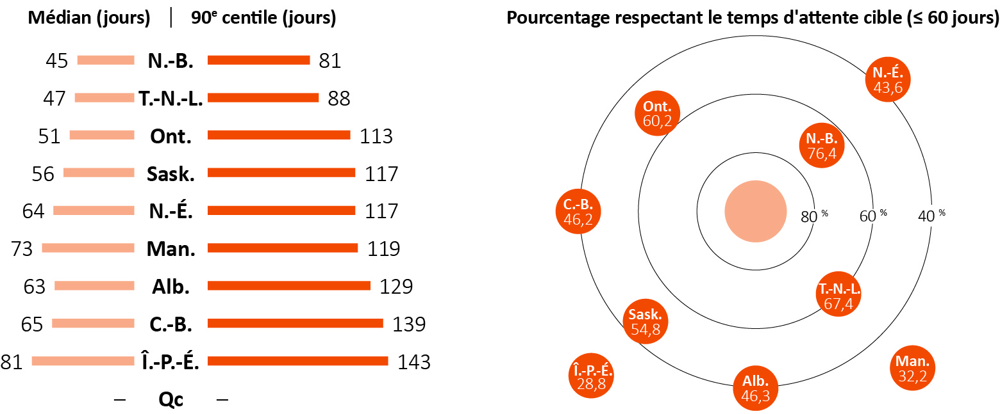 Médian (jours) | 90e centile (jours)
45 N.-B. 81
47 T.-N.-L. 88
51 Ont. 113
56 Sask. 117
64 N.-É. 117
73 Man. 119
63 Alb. 129
65 C.-B. 139
81 Î.-P.-É. 143
– Qc –
Pourcentage respectant le temps d'attente cible (≤ 60 jours)
N.-É.
43,6
Ont.
60,2
N.-B.
76,4
C.-B.
46,2
80 % 60 % 40 %
T.-N.-L.
67,4
Sask.
54,8
Î.-P.-É.
28,8
Alb.
46,3
Man.
32,2